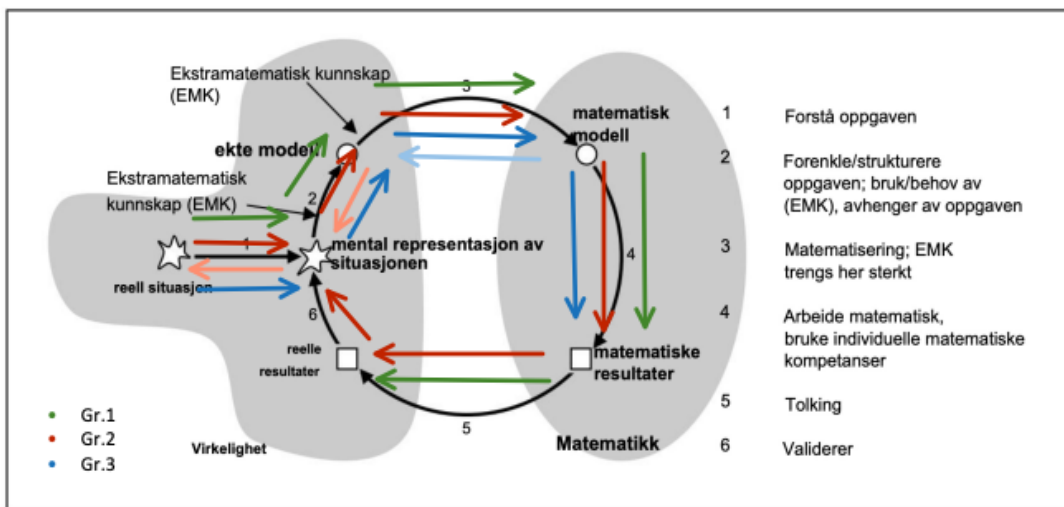 Ekstramatematisk kunnskap
(EMK)
3
matematisk
modell
ekte modell
Ekstramatematisk
kunnskap (EMK)
2
1
mental representasjon av
situasjonen
reell situasjon
4
6
reelle
resultater
matematiske
resultater
5
Gr.1
Gr.2
Gr.3
Virkelighet
Matematikk
1 Forstå oppgaven
2 Forenkle/strukturere
oppgaven; bruk/behov av
(EMK), avhenger av oppgaven
3 Matematisering; EMK
trengs her sterkt
4 Arbeide matematisk,
bruke individuelle matematiske
kompetanser
5 Tolking
6 Validerer